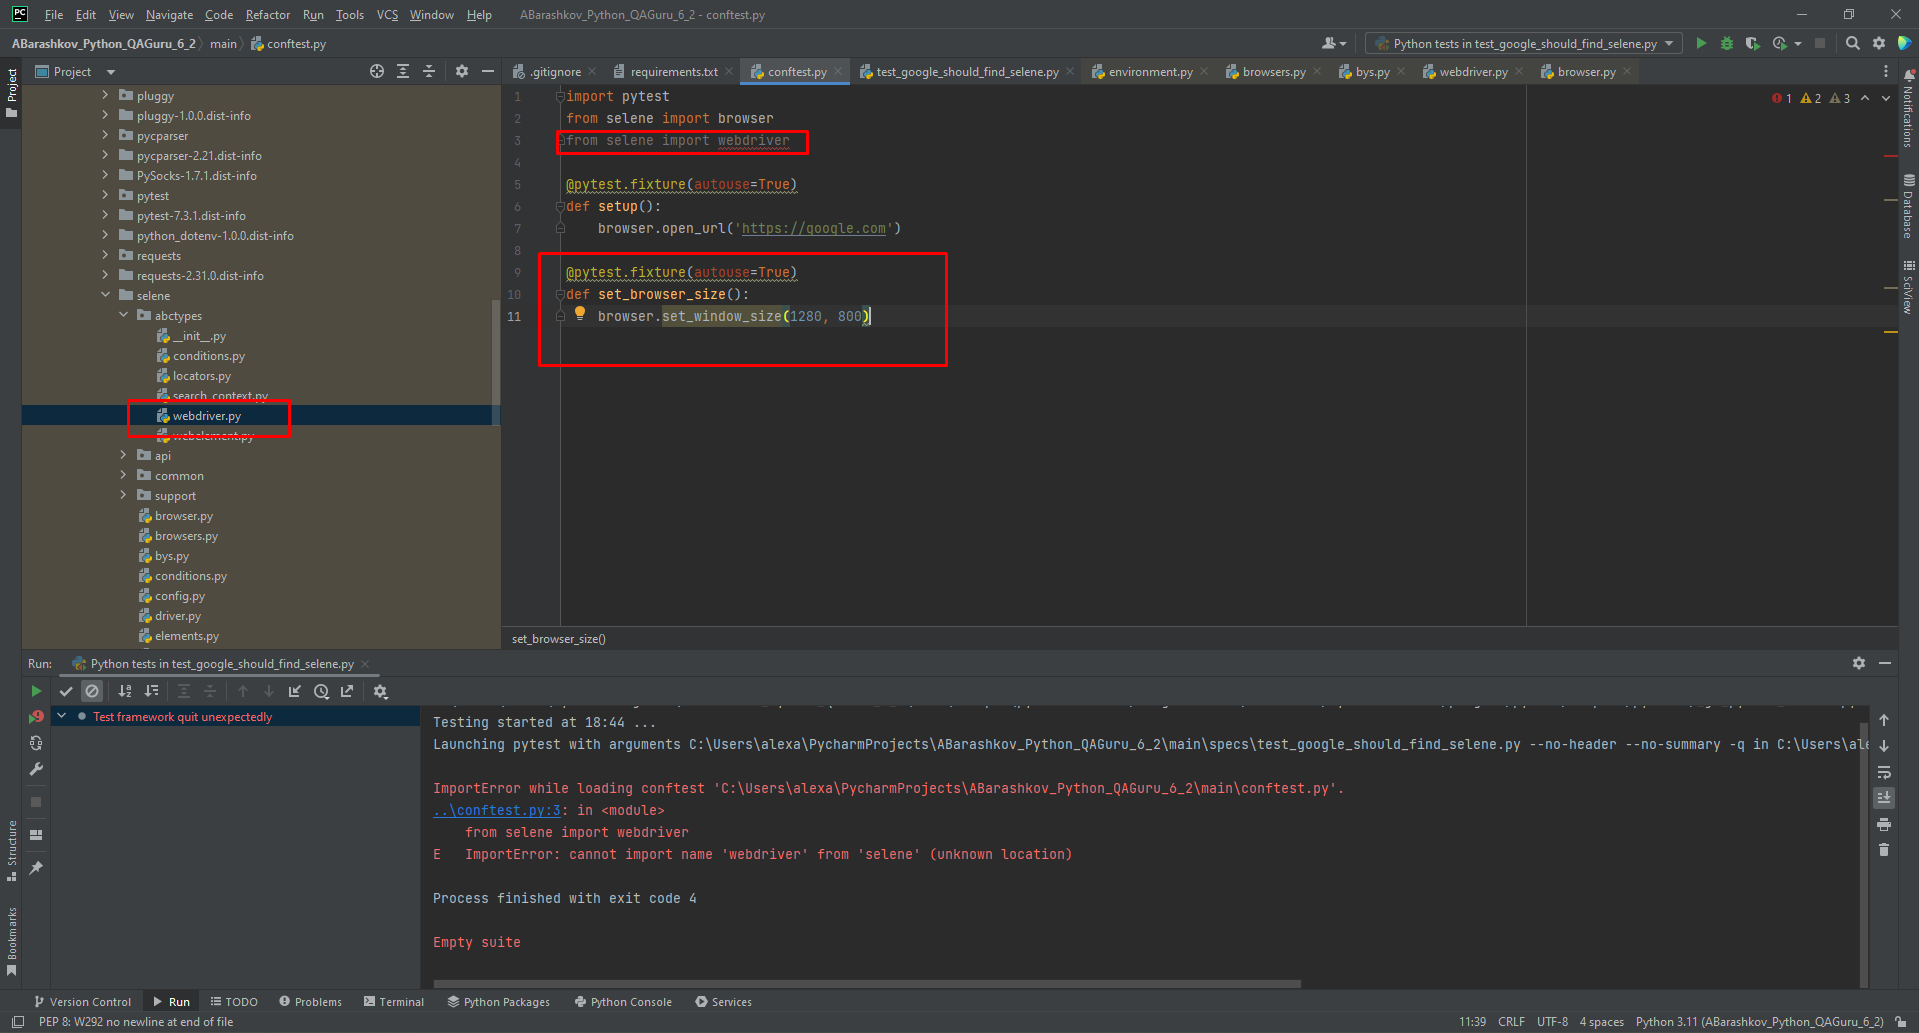 File Edit View Navigate Code Refactor Run Tools VCS Window Help ABarashkov_Python_QAGuru_6_2 - conftest.py
ABarashkov_Python_QAGuru_6_2 main conftest.py
Python tests in test_google_should_find_selene.py
Project
.gitignore requirements.txt conftest.py test_google_should_find_selene.py environment.py browsers.py bys.py webdriver.py browser.py
Project
Structure
Bookmarks
Notifications
Database
SciView
pluggy
pluggy-1.0.0.dist-info
pycparser
pycparser-2.21.dist-info
PySocks-1.7.1.dist-info
pytest
pytest-7.3.1.dist-info
python_dotenv-1.0.0.dist-info
requests
requests-2.31.0.dist-info
selene
abctypes
__init__.py
conditions.py
locators.py
search_context.py
webdriver.py
webelement.py
api
common
support
browser.py
browsers.py
bys.py
conditions.py
config.py
driver.py
elements.py
1 2 3
1 import pytest
2 from selene import browser
3 from selene import webdriver
4
5 @pytest.fixture(autouse=True)
6 def setup():
7 browser.open_url('https://google.com')
8
9 @pytest.fixture(autouse=True)
10 def set_browser_size():
11 browser.set_window_size(1280, 800)
set_browser_size()
Run: Python tests in test_google_should_find_selene.py
Test framework quit unexpectedly
Testing started at 18:44 ...
Launching pytest with arguments C:\Users\alexa\PycharmProjects\ABarashkov_Python_QAGuru_6_2\main\specs\test_google_should_find_selene.py --no-header --no-summary -q in C:\Users\ale
ImportError while loading conftest 'C:\Users\alexa\PycharmProjects\ABarashkov_Python_QAGuru_6_2\main\conftest.py'.
..\conftest.py:3: in <module>
from selene import webdriver
E ImportError: cannot import name 'webdriver' from 'selene' (unknown location)
Process finished with exit code 4
Empty suite
Version Control Run TODO Problems Terminal Python Packages Python Console Services
PEP 8: W292 no newline at end of file
11:39 CRLF UTF-8 4 spaces Python 3.11 (ABarashkov_Python_QAGuru_6_2)